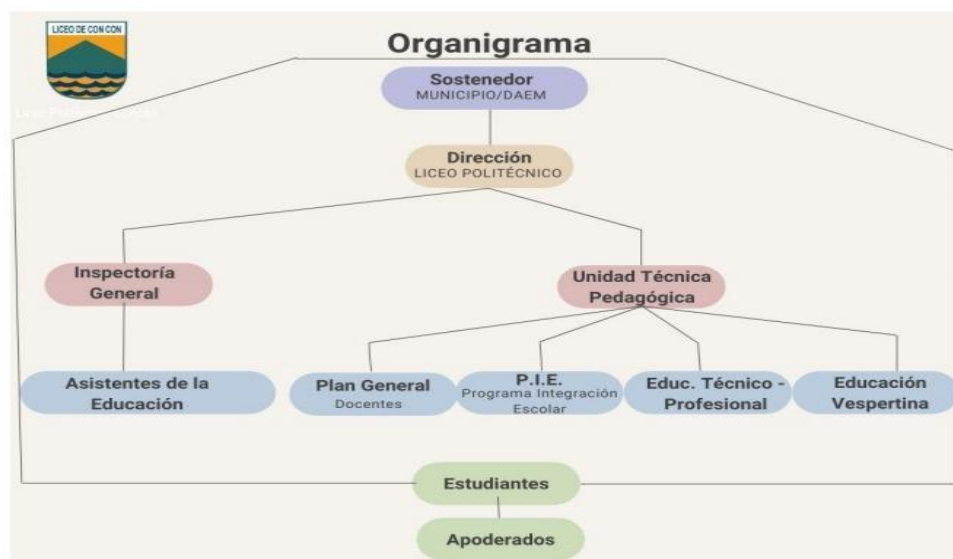 LICEO DE CON CON
Organigrama
Sostenedor
MUNICIPIO/DAEM
Dirección
LICEO POLITÉCNICO
Inspectoría
General
Unidad Técnica
Pedagógica
Asistentes de la
Educación
Plan General
Docentes
P.I.E.
Programa Integración
Escolar
Educ. Técnico -
Profesional
Educación
Vespertina
Estudiantes
Apoderados